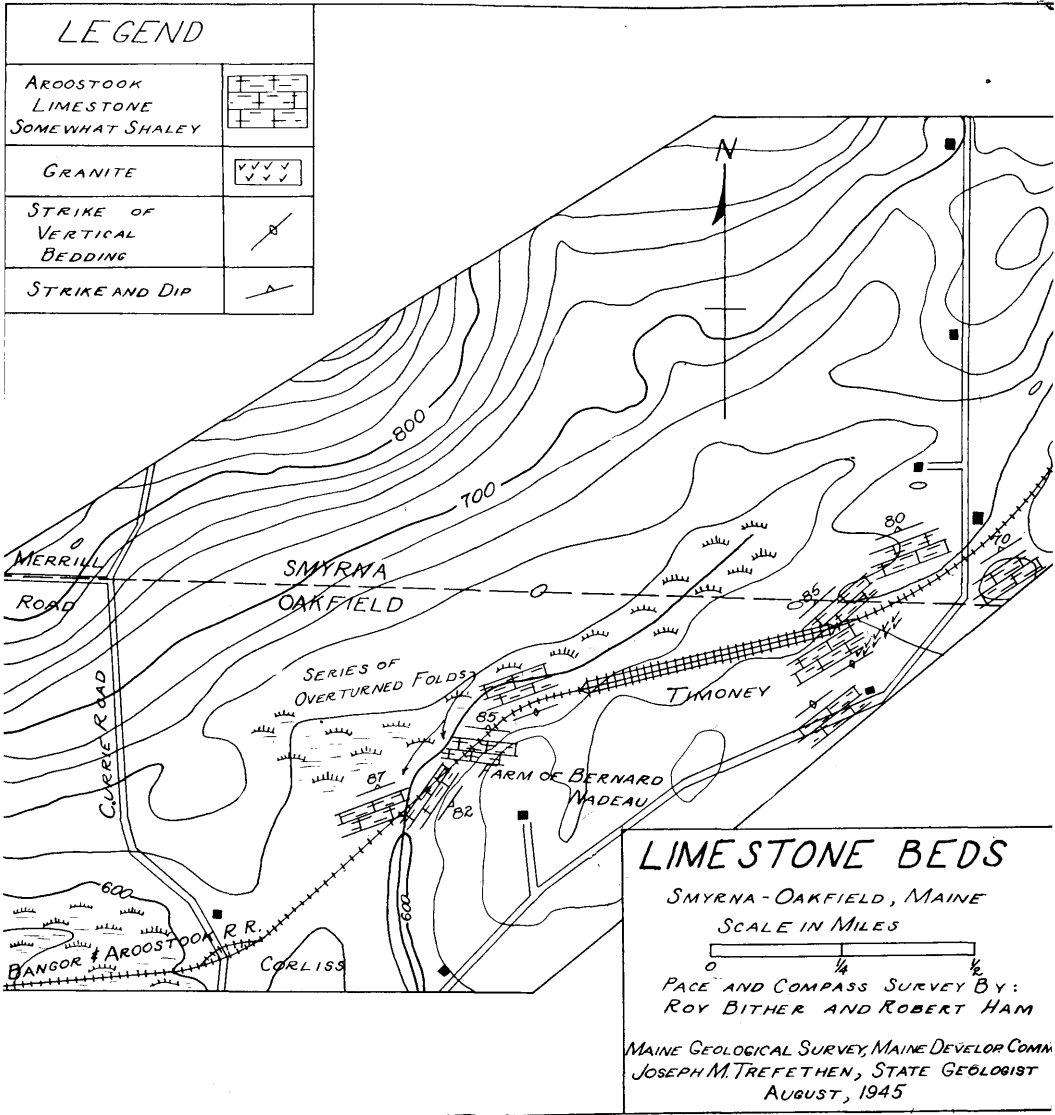 LEGEND
AROOSTOOK
LIMESTONE
SOMEWHAT SHALEY
GRANITE
STRIKE OF
VERTICAL
BEDDING
STRIKE AND DIP
N
800
700
80
70
MERRILL
ROAD
SMYRNA
OAKFIELD
85
SERIES OF
OVERTURNED FOLDS
TIMONEY
CURRIE ROAD
85
87
82
FARM OF BERNARD
NADEAU
600
600
BANGOR & AROOSTOOK R.R.
CORLISS
LIMESTONE BEDS
SMYRNA-OAKFIELD, MAINE
SCALE IN MILES
0 1/4 1/2
PACE AND COMPASS SURVEY BY:
ROY BITHER AND ROBERT HAM
MAINE GEOLOGICAL SURVEY, MAINE DEVELOP COMM
JOSEPH M. TREFETHEN, STATE GEOLOGIST
AUGUST, 1945